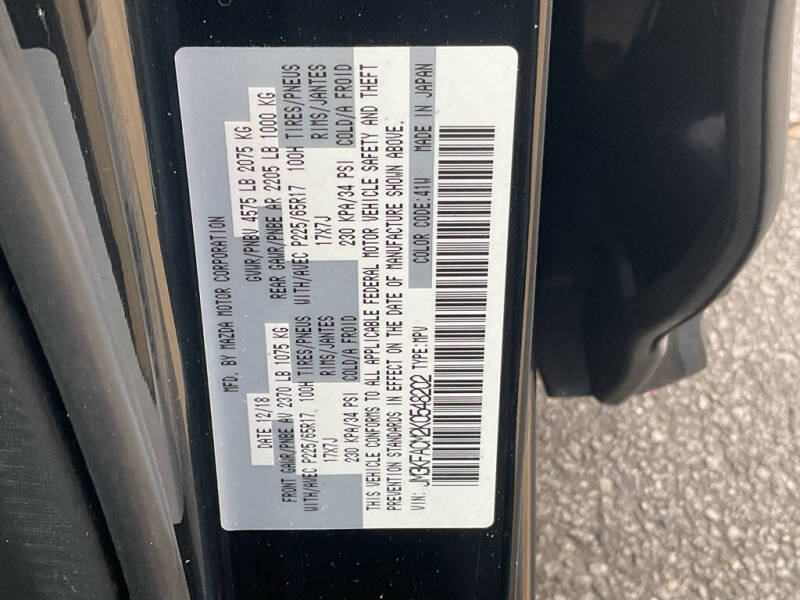 MFD. BY MAZDA MOTOR CORPORATION
DATE 12/18 GVWR/PNBV 4575 LB 2075 KG
FRONT GAWR/PNBE AV 2370 LB 1075 KG REAR GAWR/PNBE AR 2205 LB 1000 KG
WITH/AVEC P225/65R17 100H TIRES/PNEUS WITH/AVEC P225/65R17 100H TIRES/PNEUS
17X7J RIMS/JANTES 17X7J RIMS/JANTES
230 KPA/34 PSI COLD/A FROID 230 KPA/34 PSI COLD/A FROID
THIS VEHICLE CONFORMS TO ALL APPLICABLE FEDERAL MOTOR VEHICLE SAFETY AND THEFT
PREVENTION STANDARDS IN EFFECT ON THE DATE OF MANUFACTURE SHOWN ABOVE.
VIN: JM3KFACM2K0548202 TYPE:MPV COLOR CODE:41W MADE IN JAPAN